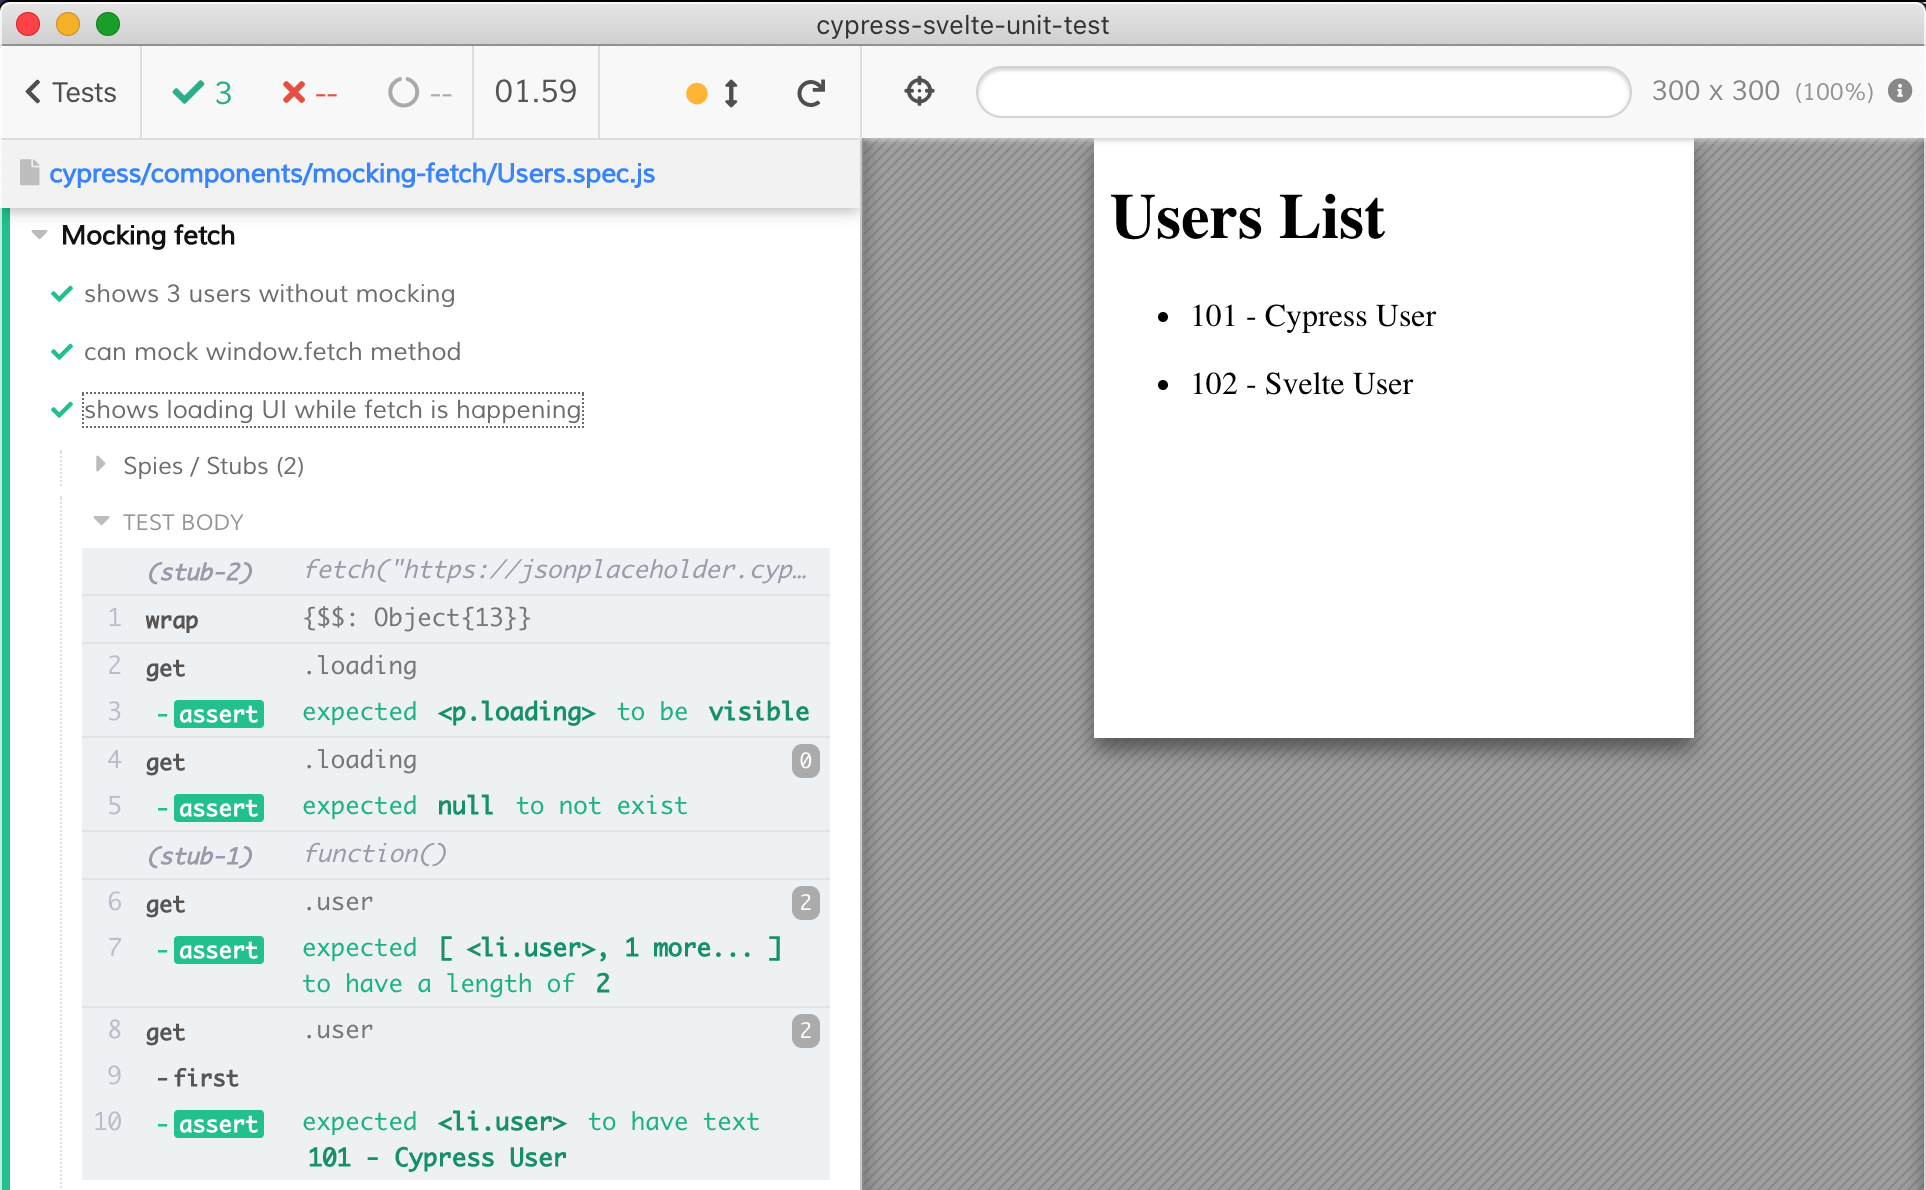 cypress-svelte-unit-test
Tests 3 -- -- 01.59 300 x 300 (100%)
cypress/components/mocking-fetch/Users.spec.js
Mocking fetch
shows 3 users without mocking
can mock window.fetch method
shows loading UI while fetch is happening
Spies / Stubs (2)
TEST BODY
(stub-2) fetch("https://jsonplaceholder.cyp…
1 wrap {$$: Object{13}}
2 get .loading
3 -assert expected <p.loading> to be visible
4 get .loading 0
5 -assert expected null to not exist
(stub-1) function()
6 get .user 2
7 -assert expected [ <li.user>, 1 more... ]
to have a length of 2
8 get .user 2
9 -first
10 -assert expected <li.user> to have text
101 - Cypress User
Users List
• 101 - Cypress User
• 102 - Svelte User